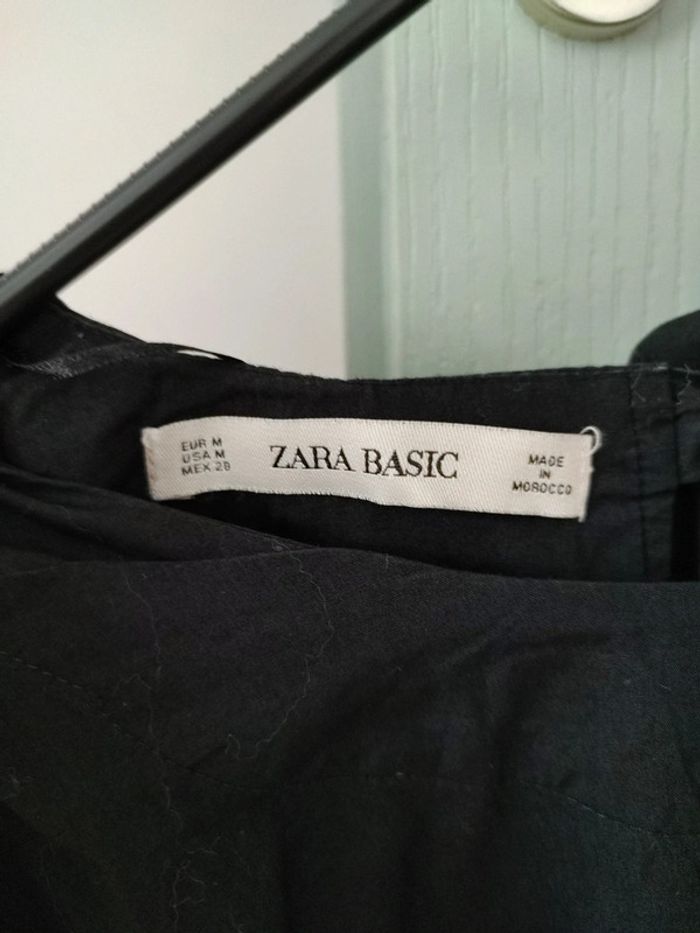 EUR M
USA M
MEX 28
ZARA BASIC
MADE
IN
MOROCCO